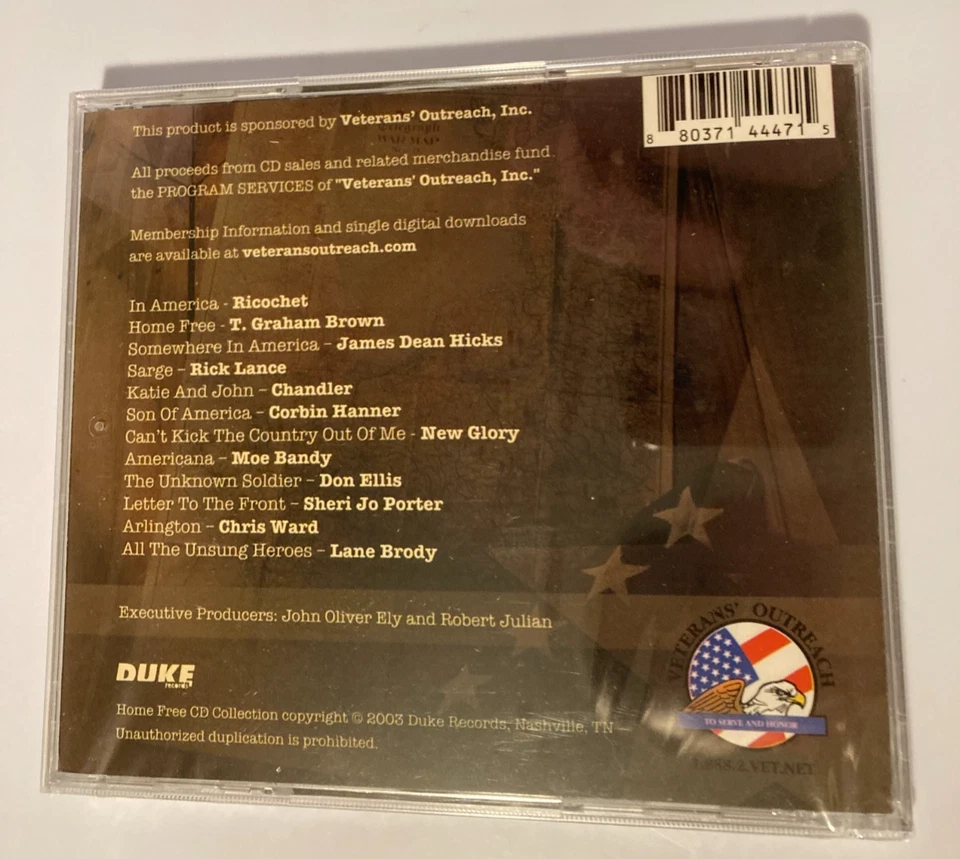 This product is sponsored by Veterans' Outreach, Inc.
All proceeds from CD sales and related merchandise fund
the PROGRAM SERVICES of "Veterans' Outreach, Inc."
Membership Information and single digital downloads
are available at veteransoutreach.com
8 80371 44471 5
In America - Ricochet
Home Free - T. Graham Brown
Somewhere In America – James Dean Hicks
Sarge – Rick Lance
Katie And John – Chandler
Son Of America – Corbin Hanner
Can't Kick The Country Out Of Me - New Glory
Americana – Moe Bandy
The Unknown Soldier – Don Ellis
Letter To The Front – Sheri Jo Porter
Arlington – Chris Ward
All The Unsung Heroes – Lane Brody
Executive Producers: John Oliver Ely and Robert Julian
DUKE
records
Home Free CD Collection copyright © 2003 Duke Records, Nashville, TN
Unauthorized duplication is prohibited.
VETERANS' OUTREACH
TO SERVE AND HONOR
1.888.2.VET.NET